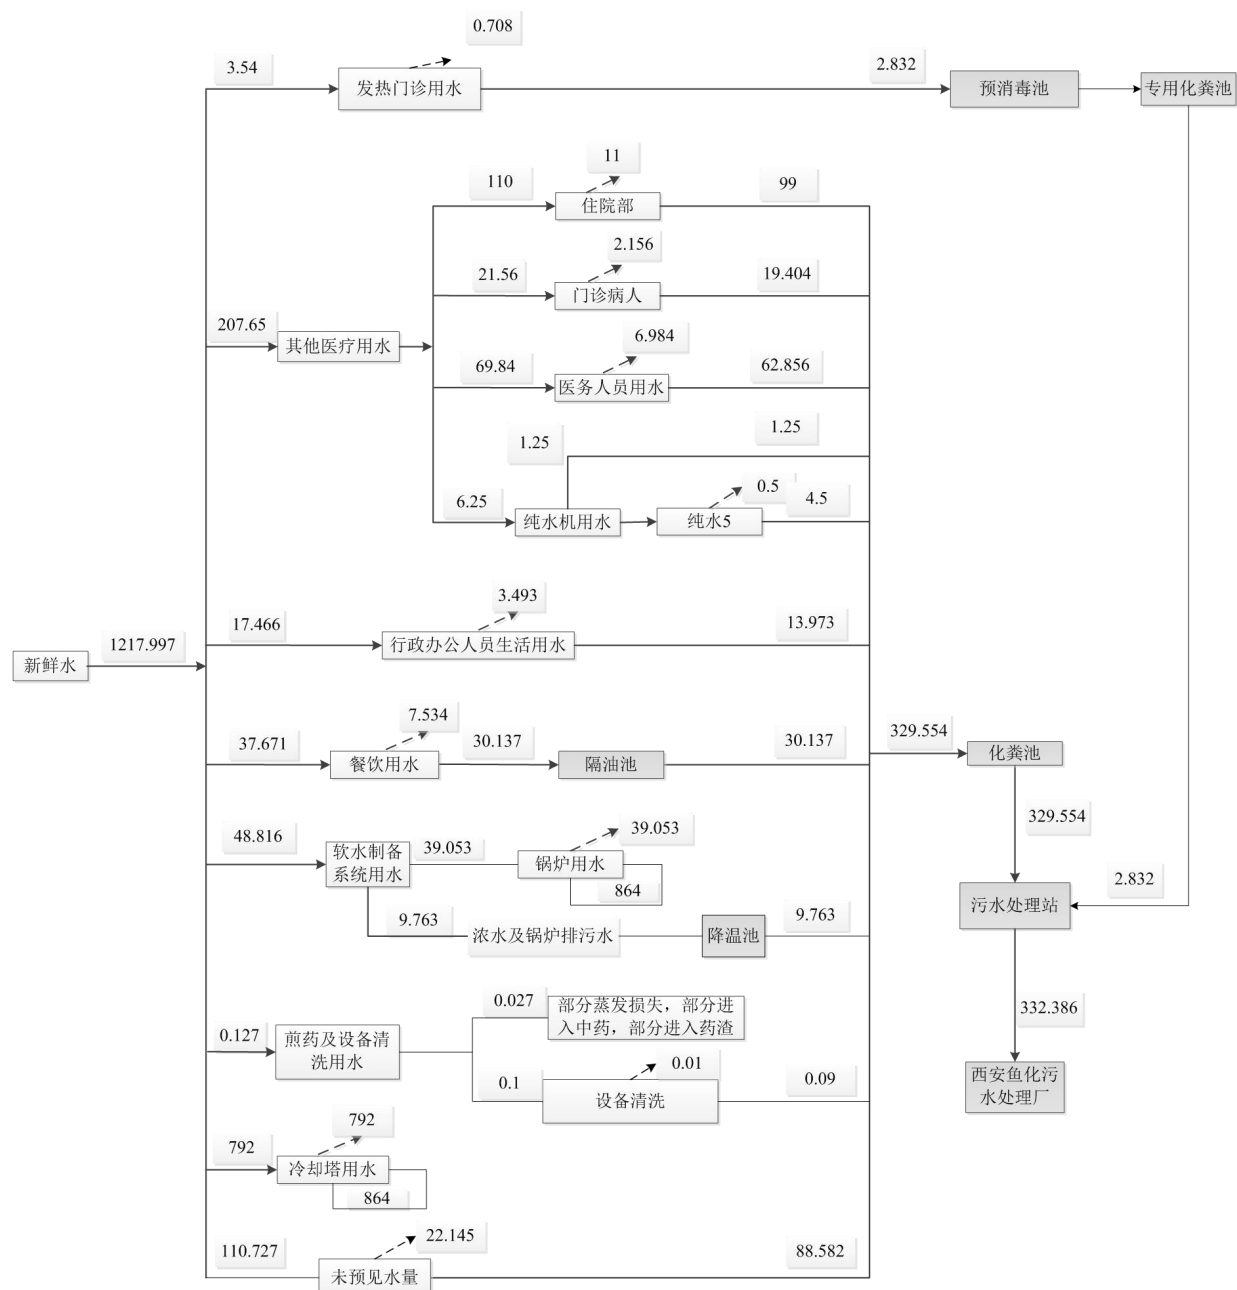 0.708
3.54
发热门诊用水
2.832
预消毒池
专用化粪池
11
110
住院部
99
2.156
21.56
门诊病人
19.404
207.65
其他医疗用水
6.984
69.84
医务人员用水
62.856
1.25
1.25
6.25
纯水机用水
纯水5
0.5
4.5
3.493
17.466
行政办公人员生活用水
13.973
新鲜水
1217.997
7.534
37.671
餐饮用水
30.137
隔油池
30.137
329.554
化粪池
329.554
48.816
软水制备
系统用水
39.053
锅炉用水
39.053
864
9.763
浓水及锅炉排污水
降温池
9.763
污水处理站
2.832
332.386
西安鱼化污
水处理厂
0.127
煎药及设备清
洗用水
0.027
部分蒸发损失，部分进
入中药，部分进入药渣
0.1
设备清洗
0.01
0.09
792
792
冷却塔用水
864
110.727
未预见水量
22.145
88.582